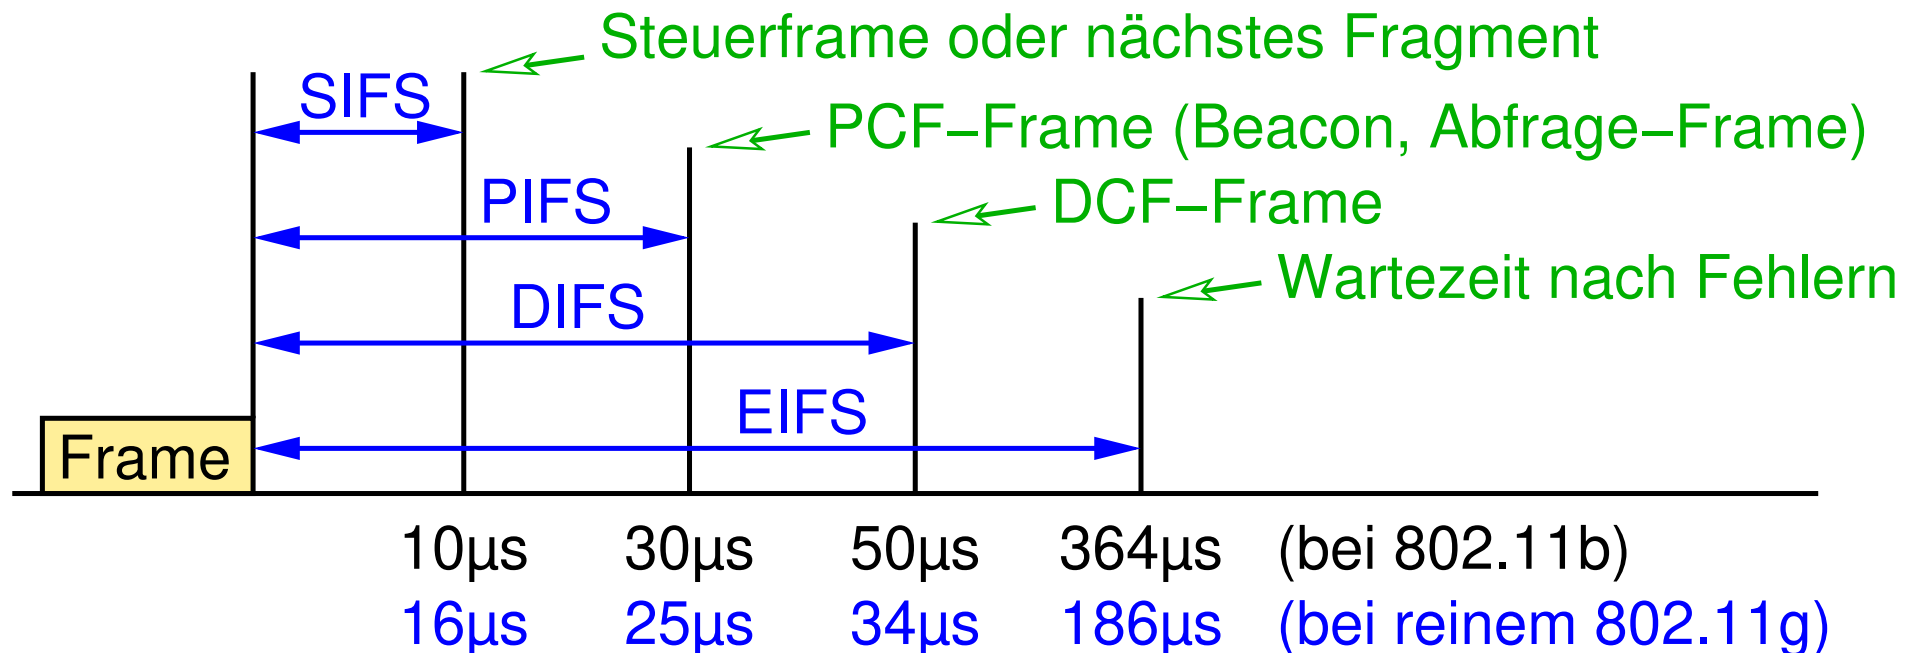 Steuerframe oder nächstes Fragment
SIFS
PCF–Frame (Beacon, Abfrage–Frame)
PIFS
DCF–Frame
DIFS
Wartezeit nach Fehlern
EIFS
Frame
10µs 30µs 50µs 364µs (bei 802.11b)
16µs 25µs 34µs 186µs (bei reinem 802.11g)